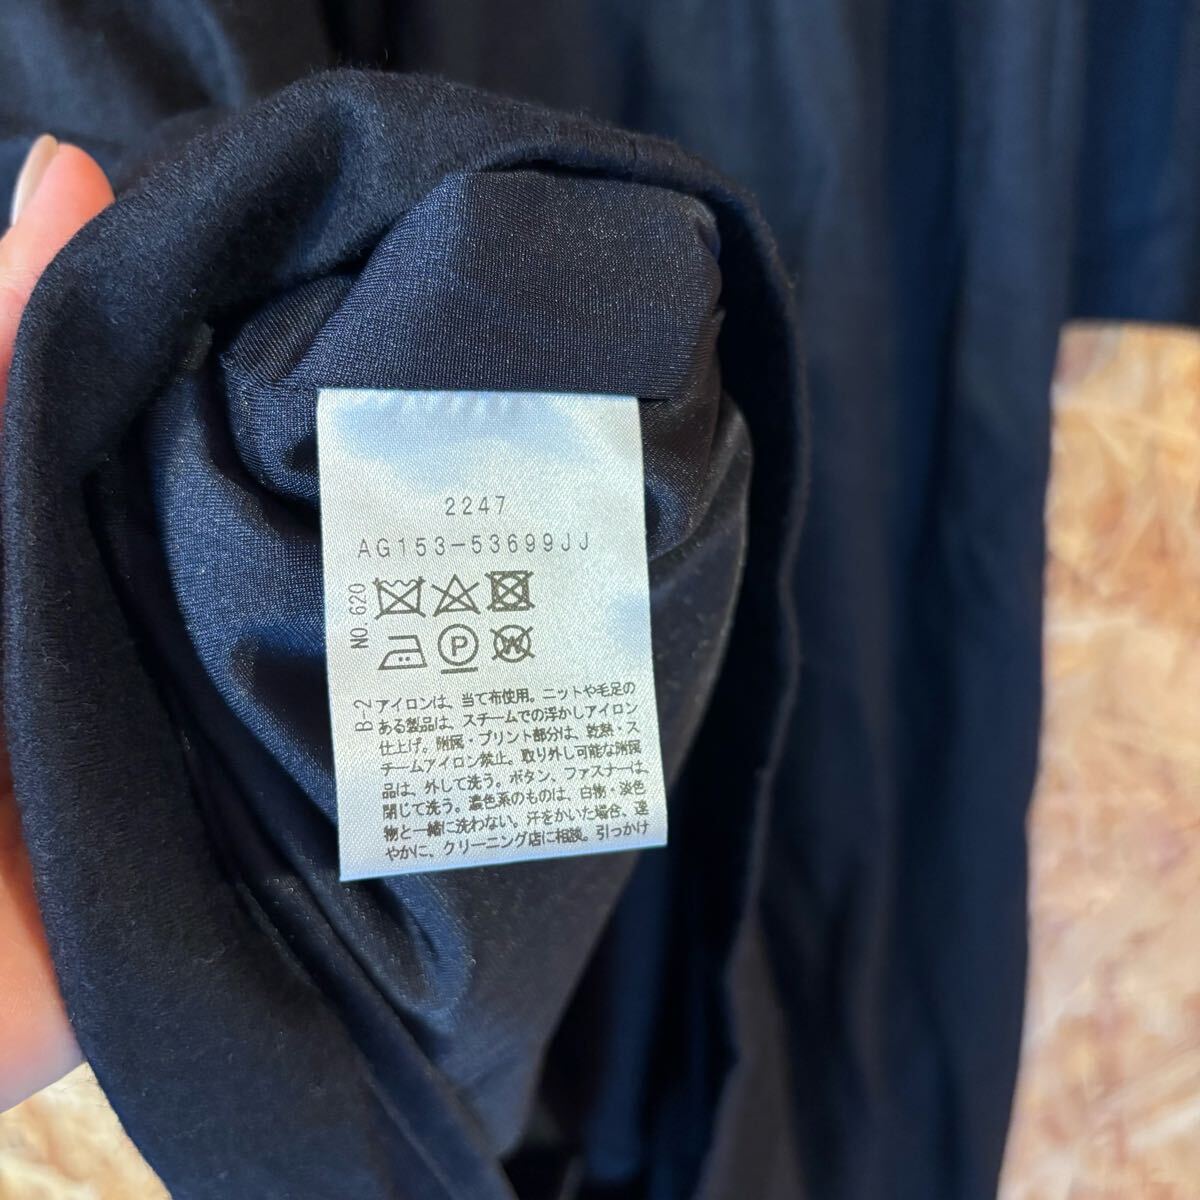 2247
AG153-53699JJ
NO.620
P
W
B-2
アイロンは、当て布使用。ニットや毛足の
ある製品は、スチームでの浮かしアイロン
仕上げ。附図・プリント部分は、乾熱・ス
チームアイロン禁止。取り外し可能な附図
品は、外して洗う。ボタン、ファスナーは、
閉じて洗う。濃色系のものは、白物・淡色
物と一緒に洗わない。汗をかいた場合、速
やかに、クリーニング店に相談。引っかけ